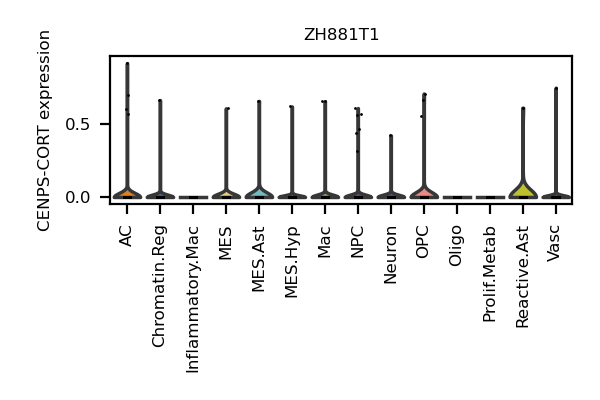 ZH881T1
CENPS-CORT expression
0.5
0.0
AC
Chromatin.Reg
Inflammatory.Mac
MES
MES.Ast
MES.Hyp
Mac
NPC
Neuron
OPC
Oligo
Prolif.Metab
Reactive.Ast
Vasc